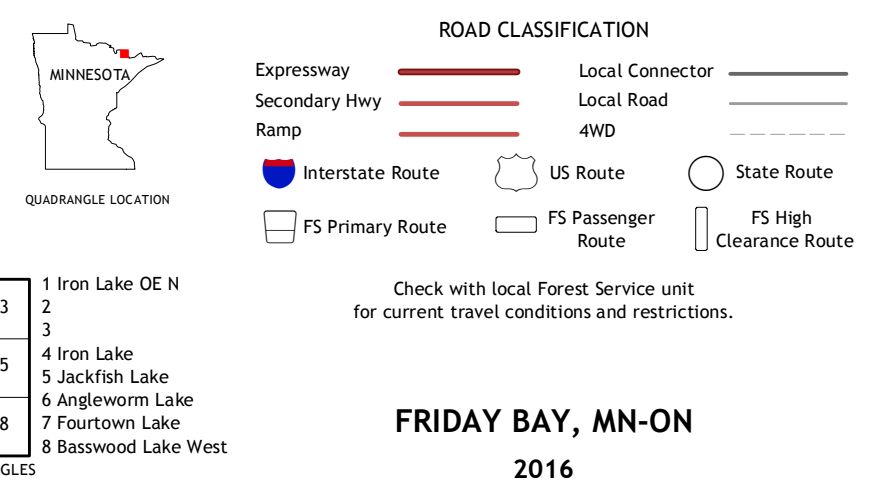 MINNESOTA
QUADRANGLE LOCATION
ROAD CLASSIFICATION
Expressway
Local Connector
Secondary Hwy
Local Road
Ramp
4WD
Interstate Route
US Route
State Route
FS Primary Route
FS Passenger
Route
FS High
Clearance Route
Check with local Forest Service unit
for current travel conditions and restrictions.
3
5
8
1 Iron Lake OE N
2
3
4 Iron Lake
5 Jackfish Lake
6 Angleworm Lake
7 Fourtown Lake
8 Basswood Lake West
GLES
FRIDAY BAY, MN-ON
2016